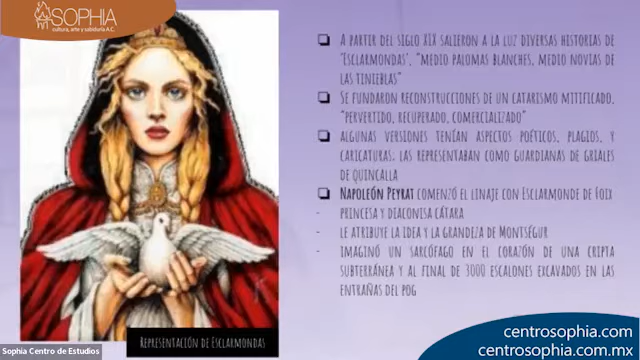 SOPHIA
cultura, arte y sabiduría A.C.
❑ A PARTIR DEL SIGLO XIX SALIERON A LA LUZ DIVERSAS HISTORIAS DE
"ESCLARMONDAS", "MEDIO PALOMAS BLANCHES, MEDIO NOVIAS DE
LAS TINIEBLAS"
❑ SE FUNDARON RECONSTRUCCIONES DE UN CATARISMO MITIFICADO,
"PERVERTIDO, RECUPERADO, COMERCIALIZADO"
❑ ALGUNAS VERSIONES TENÍAN ASPECTOS POÉTICOS, PLAGIOS, Y
CARICATURAS; LAS REPRESENTABAN COMO GUARDIANAS DE GRIALES
DE QUINCALLA
❑ NAPOLEÓN PEYRAT COMENZÓ EL LINAJE CON ESCLARMONDE DE FOIX
- PRINCESA Y DIACONISA CÁTARA
- LE ATRIBUYE LA IDEA Y LA GRANDEZA DE MONTSÉGUR
- IMAGINÓ UN SARCÓFAGO EN EL CORAZÓN DE UNA CRIPTA
SUBTERRÁNEA Y AL FINAL DE 3000 ESCALONES EXCAVADOS EN LAS
ENTRAÑAS DEL POG
REPRESENTACIÓN DE ESCLARMONDAS
Sophia Centro de Estudios
centrosophia.com
centrosophia.com.mx